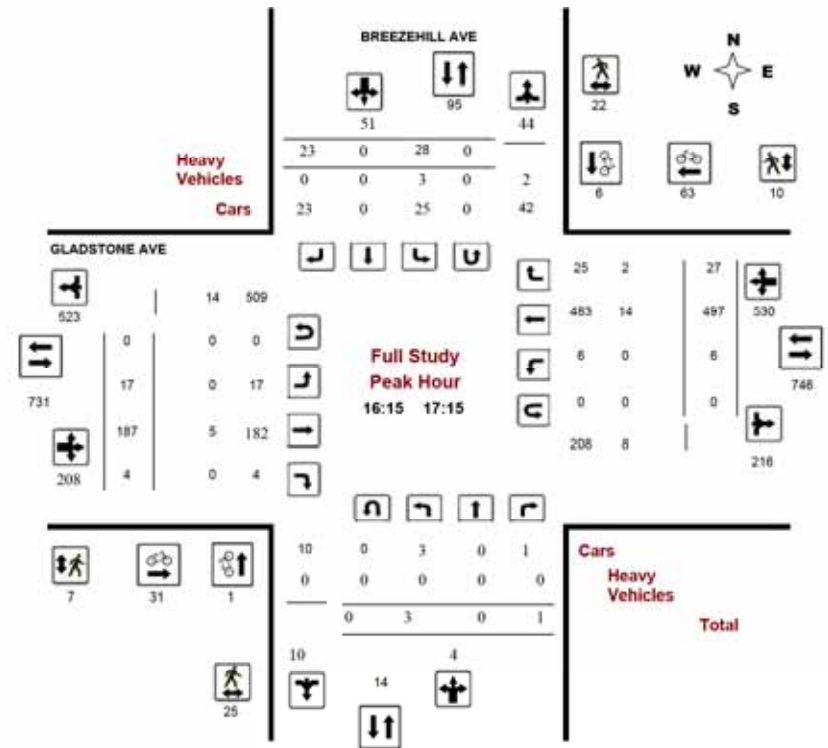 BREEZEHILL AVE
N
W E
S
95
51 44
22
23 0 28 0
Heavy
Vehicles
0 0 3 0 2
Cars
23 0 25 0 42
6 63 10
GLADSTONE AVE
25 2 27
14 509
523
483 14 497 530
0 0 0
Full Study
Peak Hour
16:15 17:15
6 0 6
731
17 0 17
746
0 0 0
187 5 182
208 8
216
208
4 0 4
10 0 3 0 1
Cars
0 0 0 0 0
Heavy
Vehicles
7 31 1
0 3 0 1
Total
10 4
14
25